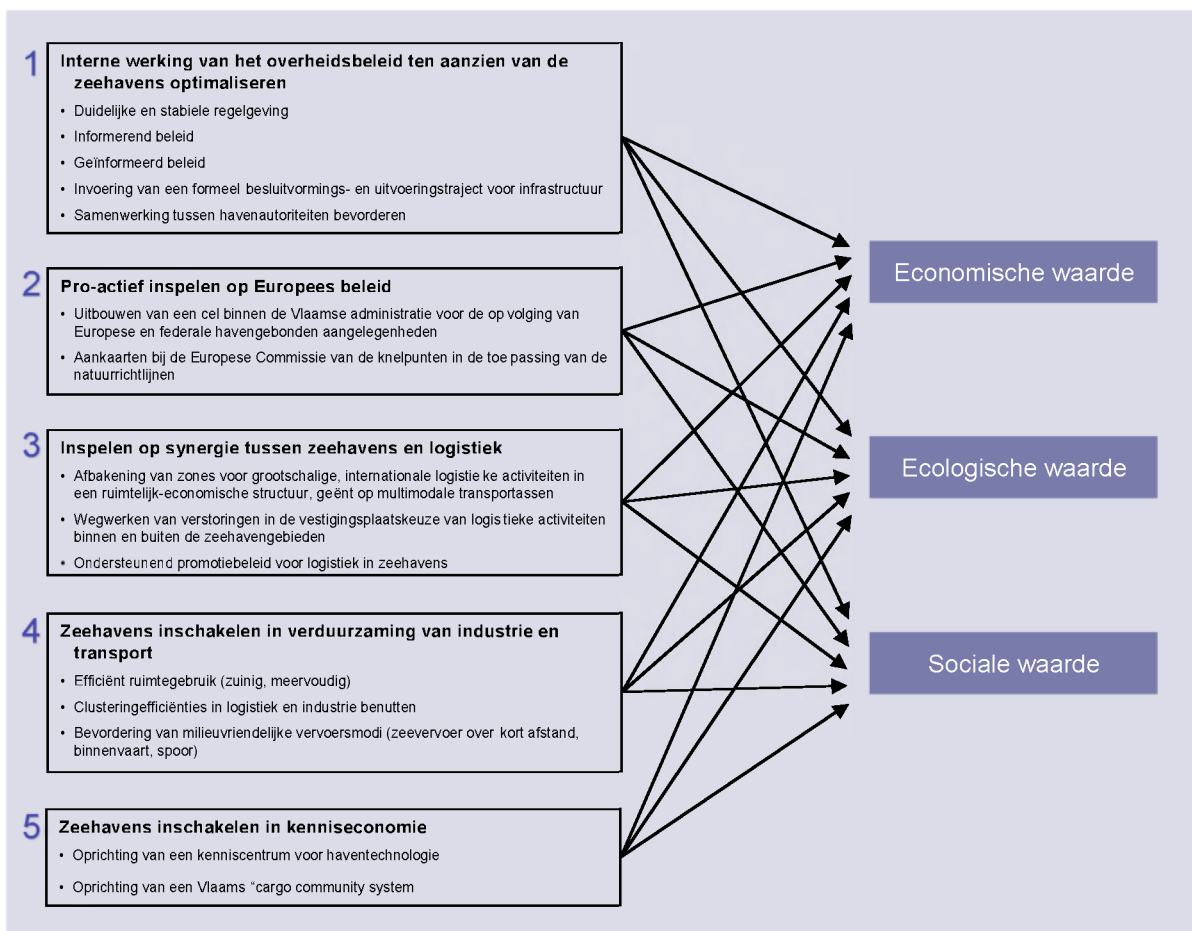 1
Interne werking van het overheidsbeleid ten aanzien van de
zeehavens optimaliseren
• Duidelijke en stabiele regelgeving
• Informerend beleid
• Geïnformeerd beleid
• Invoering van een formeel besluitvormings- en uitvoeringstraject voor infrastructuur
• Samenwerking tussen havenautoriteiten bevorderen
2
Pro-actief inspelen op Europees beleid
• Uitbouwen van een cel binnen de Vlaamse administratie voor de op volging van
Europese en federale havengebonden aangelegenheden
• Aankaarten bij de Europese Commissie van de knelpunten in de toe passing van de
natuurrichtlijnen
3
Inspelen op synergie tussen zeehavens en logistiek
• Afbakening van zones voor grootschalige, internationale logistie ke activiteiten in
een ruimtelijk-economische structuur, geënt op multimodale transportassen
• Wegwerken van verstoringen in de vestigingsplaatskeuze van logis tieke activiteiten
binnen en buiten de zeehavengebieden
• Ondersteunend promotiebeleid voor logistiek in zeehavens
4
Zeehavens inschakelen in verduurzaming van industrie en
transport
• Efficiënt ruimtegebruik (zuinig, meervoudig)
• Clusteringefficiënties in logistiek en industrie benutten
• Bevordering van milieuvriendelijke vervoersmodi (zeevervoer over kort afstand,
binnenvaart, spoor)
5
Zeehavens inschakelen in kenniseconomie
• Oprichting van een kenniscentrum voor haventechnologie
• Oprichting van een Vlaams “cargo community system
Economische waarde
Ecologische waarde
Sociale waarde